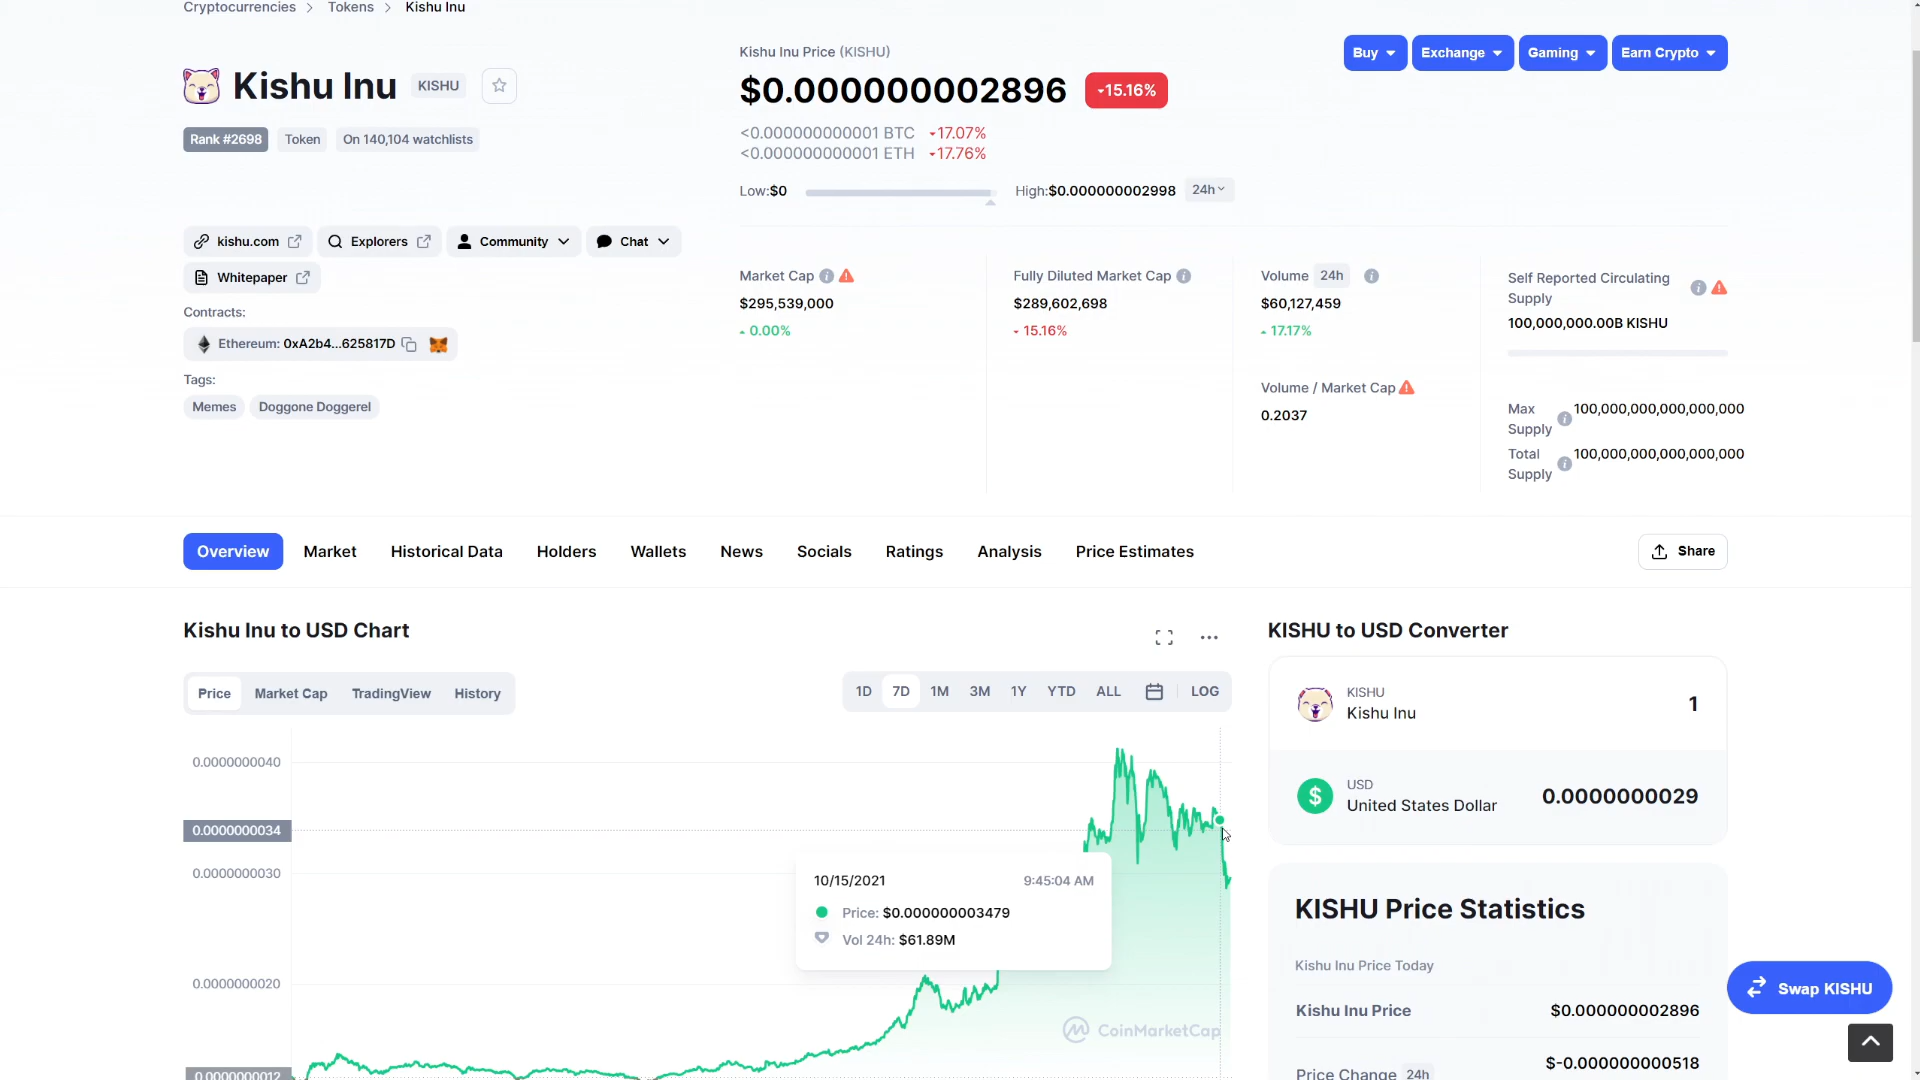 Cryptocurrencies > Tokens > Kishu Inu
Kishu Inu KISHU
Rank #2698 Token On 140,104 watchlists
kishu.com Explorers Community Chat
Whitepaper
Contracts:
Ethereum: 0xA2b4...625817D
Tags:
Memes Doggone Doggerel
Kishu Inu Price (KISHU)
$0.000000002896 15.16%
<0.000000000001 BTC 17.07%
<0.000000000001 ETH 17.76%
Low:$0 High:$0.000000002998 24h
Buy Exchange Gaming Earn Crypto
Market Cap
$295,539,000
0.00%
Fully Diluted Market Cap
$289,602,698
15.16%
Volume 24h
$60,127,459
17.17%
Volume / Market Cap
0.2037
Self Reported Circulating
Supply
100,000,000.00B KISHU
Max
Supply
100,000,000,000,000,000
Total
Supply
100,000,000,000,000,000
Overview Market Historical Data Holders Wallets News Socials Ratings Analysis Price Estimates
Share
Kishu Inu to USD Chart
Price Market Cap TradingView History
1D 7D 1M 3M 1Y YTD ALL LOG
0.0000000040
0.0000000034
0.0000000030
0.0000000020
0.0000000012
10/15/2021 9:45:04 AM
Price: $0.000000003479
Vol 24h: $61.89M
CoinMarketCap
KISHU to USD Converter
KISHU
Kishu Inu 1
USD
United States Dollar 0.0000000029
KISHU Price Statistics
Kishu Inu Price Today
Kishu Inu Price $0.000000002896
Price Change 24h $-0.000000000518
Swap KISHU